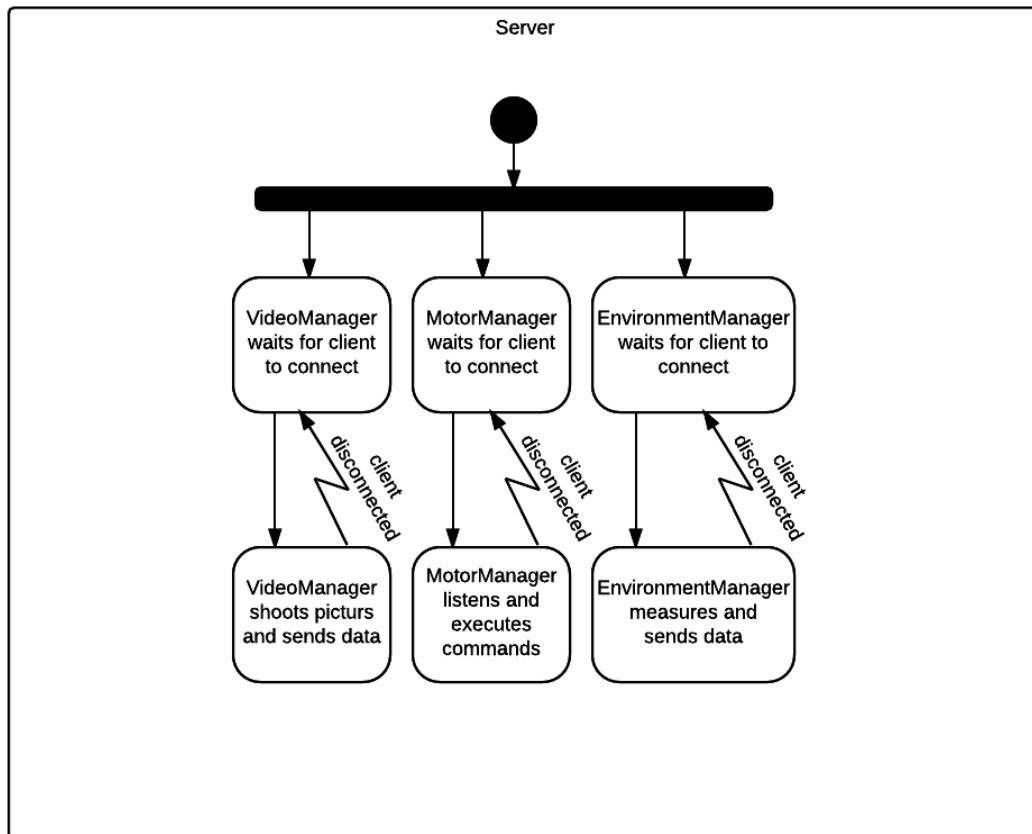 Server
VideoManager
waits for client
to connect
MotorManager
waits for client
to connect
EnvironmentManager
waits for client to
connect
client
disconnected
client
disconnected
client
disconnected
VideoManager
shoots picturs
and sends data
MotorManager
listens and
executes
commands
EnvironmentManager
measures and
sends data